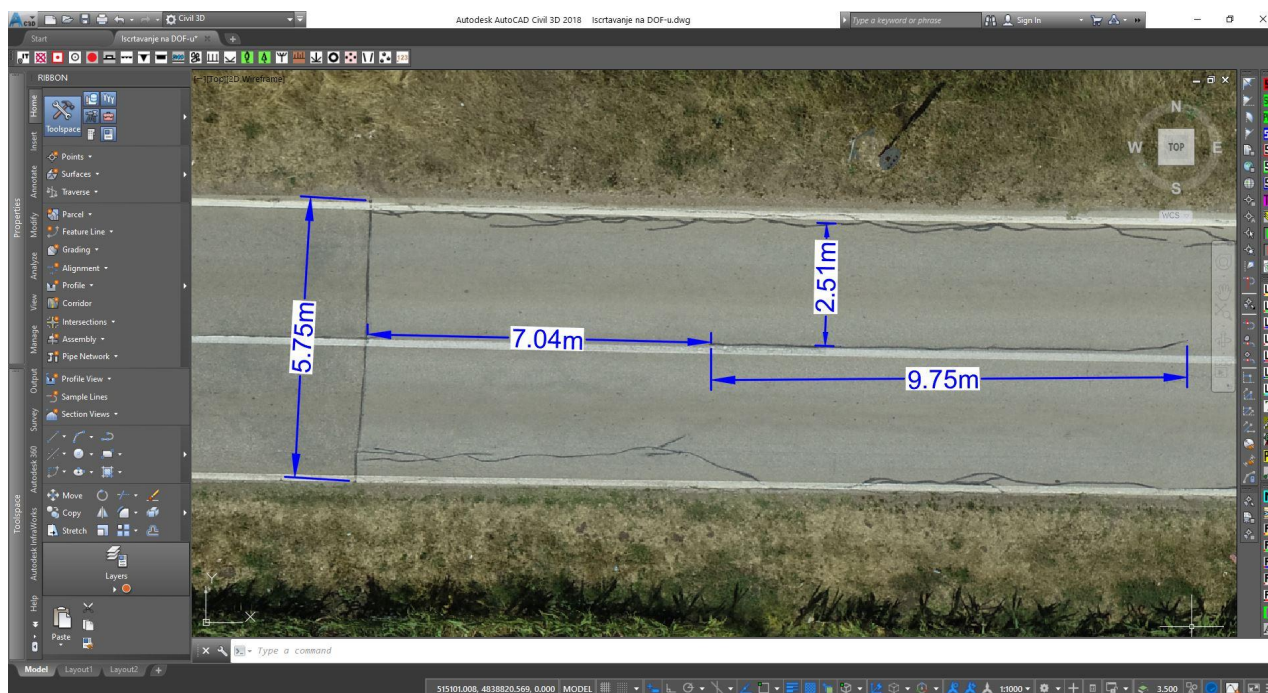 C3D
Civil 3D
Autodesk AutoCAD Civil 3D 2018 Iscrtavanje na DOF-u.dwg
Type a keyword or phrase
Sign In
Start
Iscrtavanje na DOF-u*
RIBBON
[−][Top][2D Wireframe]
Properties
Toolspace
Home
Insert
Annotate
Modify
Analyze
View
Manage
Output
Survey
Autodesk 360
Autodesk InfraWorks
Help
Toolspace
Points
Surfaces
Traverse
Parcel
Feature Line
Grading
Alignment
Profile
Corridor
Intersections
Assembly
Pipe Network
Profile View
Sample Lines
Section Views
Move
Copy
Stretch
Layers
Paste
N
W
TOP
E
S
WCS
5.75m
7.04m
2.51m
9.75m
Y
X
Type a command
Model
Layout1
Layout2
515101.008, 4838820.569, 0.000
MODEL
1:1000
3.500